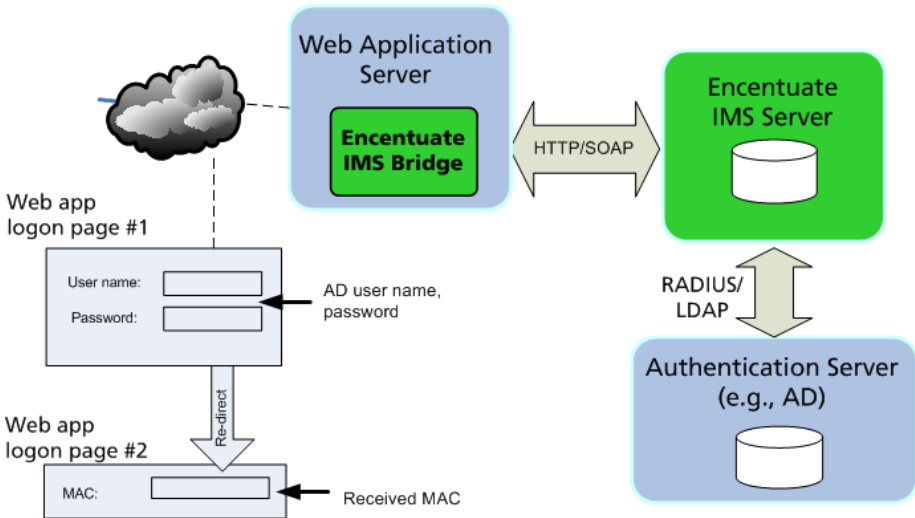 Web Application
Server
Encentuate
IMS Bridge
HTTP/SOAP
Encentuate
IMS Server
Web app
logon page #1
User name:
Password:
AD user name,
password
RADIUS/
LDAP
Authentication Server
(e.g., AD)
Re-direct
Web app
logon page #2
MAC:
Received MAC